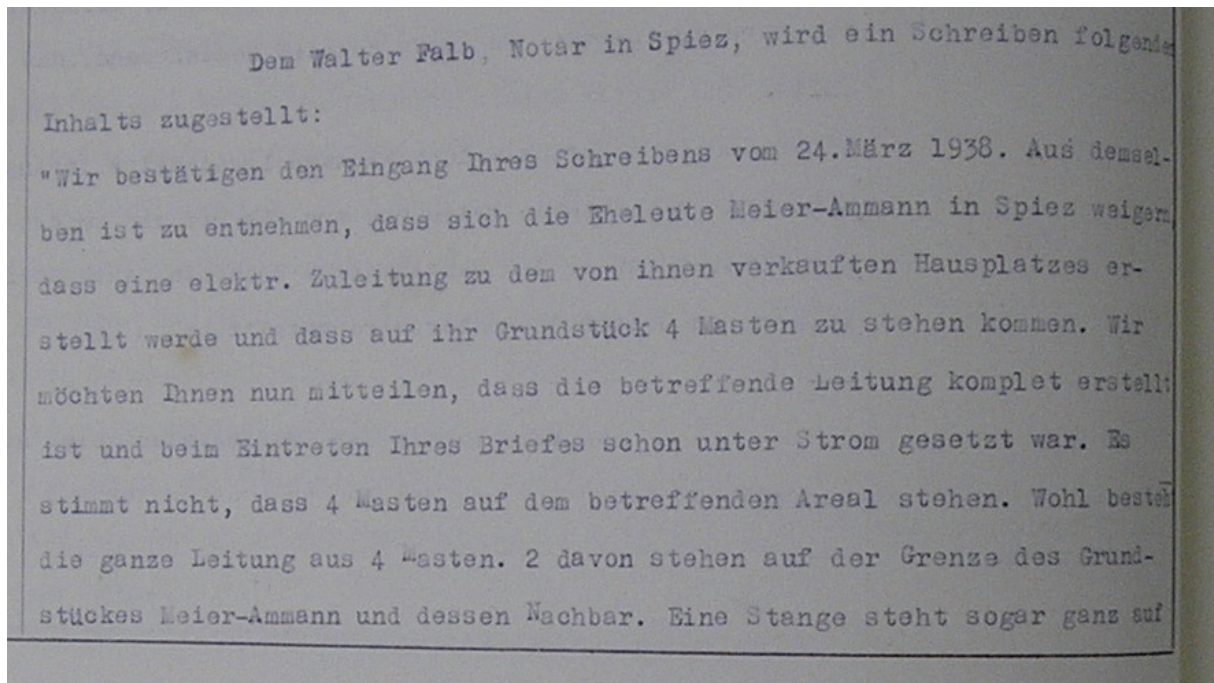 Dem Walter Falb, Notar in Spiez, wird ein Schreiben folgenden
Inhalts zugestellt:
"Wir bestätigen den Eingang Ihres Schreibens vom 24.März 1938. Aus demsel-
ben ist zu entnehmen, dass sich die Eheleute Meier-Ammann in Spiez weigern,
dass eine elektr. Zuleitung zu dem von ihnen verkauften Hausplatzes er-
stellt werde und dass auf ihr Grundstück 4 Masten zu stehen kommen. Wir
möchten Ihnen nun mitteilen, dass die betreffende Leitung komplet erstellt
ist und beim Eintreten Ihres Briefes schon unter Strom gesetzt war. Es
stimmt nicht, dass 4 Masten auf dem betreffenden Areal stehen. Wohl besteht
die ganze Leitung aus 4 Masten. 2 davon stehen auf der Grenze des Grund-
stückes Meier-Ammann und dessen Nachbar. Eine Stange steht sogar ganz auf